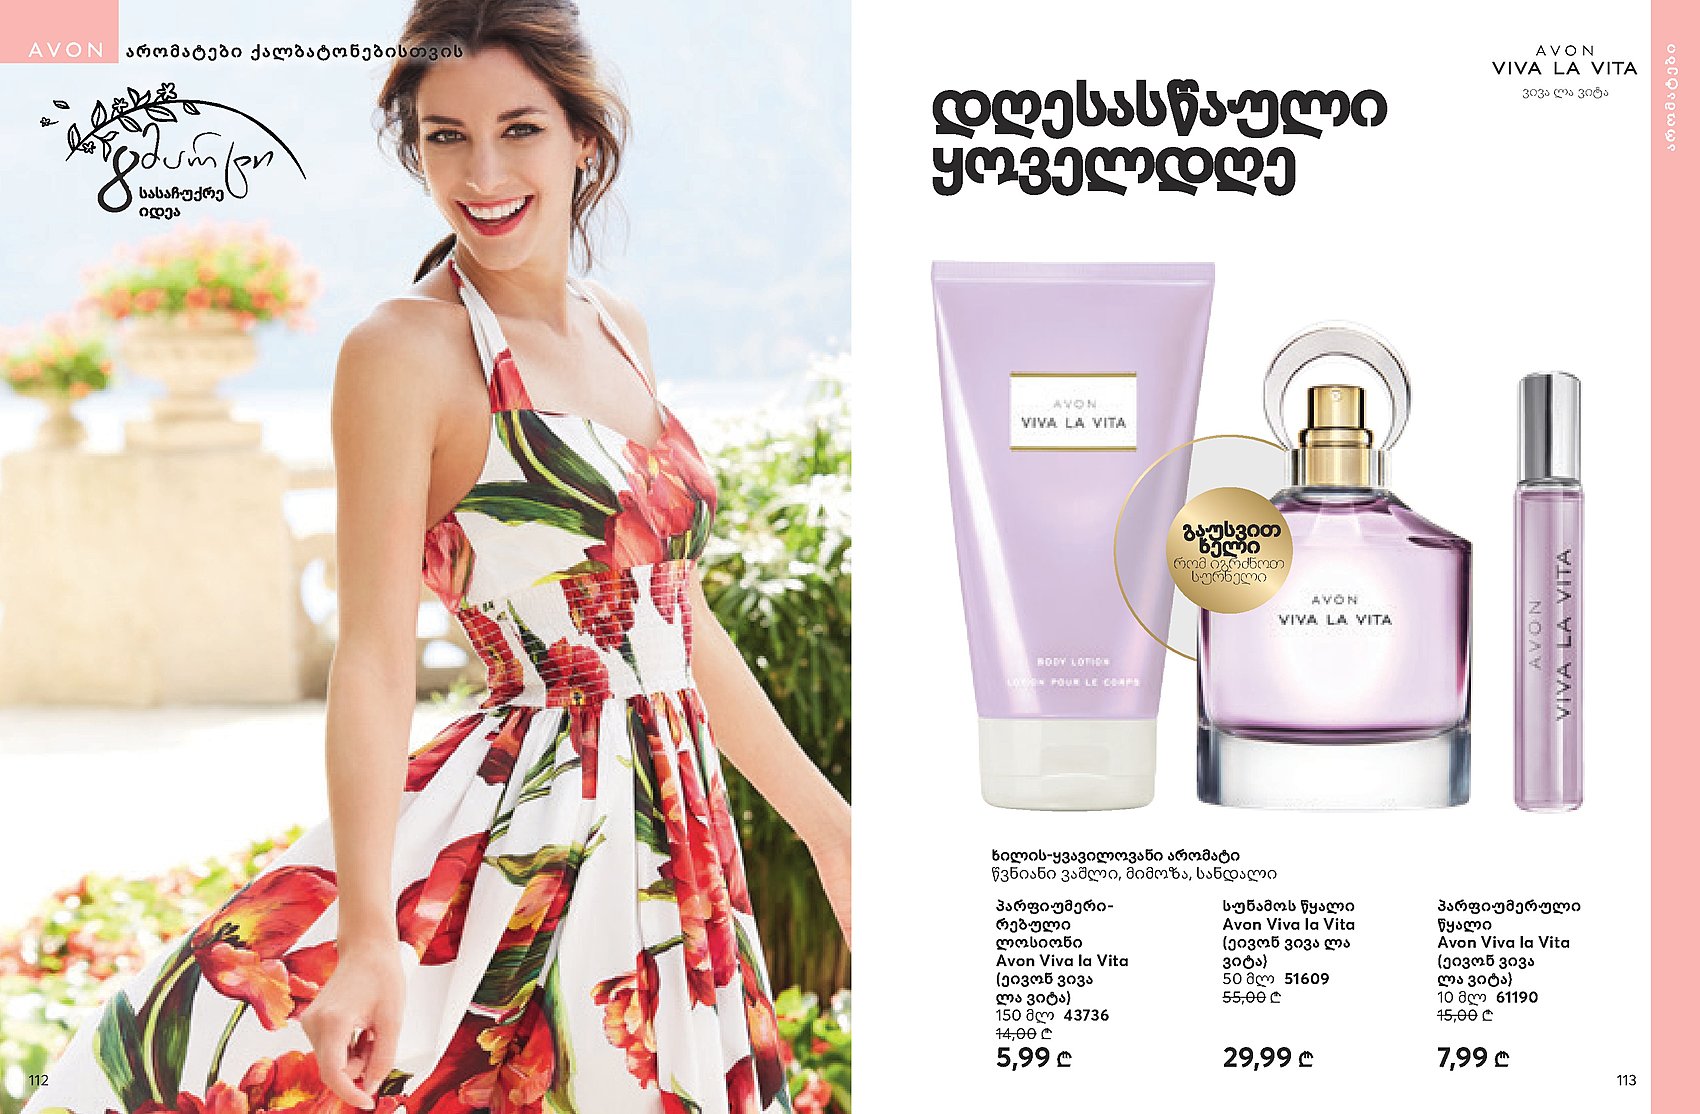 AVON
არომატები ქალბატონებისთვის
8 მარტი
სასაჩუქრე
იდეა
112
დღესასწაული
ყოველდღე
AVON
VIVA LA VITA
ვივა ლა ვიტა
არომატები
AVON
VIVA LA VITA
BODY LOTION
LOTION POUR LE CORPS
გაუსვით
ხელი
რომ იგრძნოთ
სურნელი
AVON
VIVA LA VITA
AVON
VIVA LA VITA
ხილის-ყვავილოვანი არომატი
წვნიანი ვაშლი, მიმოზა, სანდალი
პარფიუმერი-
რებული
ლოსიონი
Avon Viva la Vita
(ეივონ ვივა
ლა ვიტა)
150 მლ 43736
14,00 ₾
5,99 ₾
სუნამოს წყალი
Avon Viva la Vita
(ეივონ ვივა ლა
ვიტა)
50 მლ 51609
55,00 ₾
29,99 ₾
პარფიუმერული
წყალი
Avon Viva la Vita
(ეივონ ვივა
ლა ვიტა)
10 მლ 61190
15,00 ₾
7,99 ₾
113